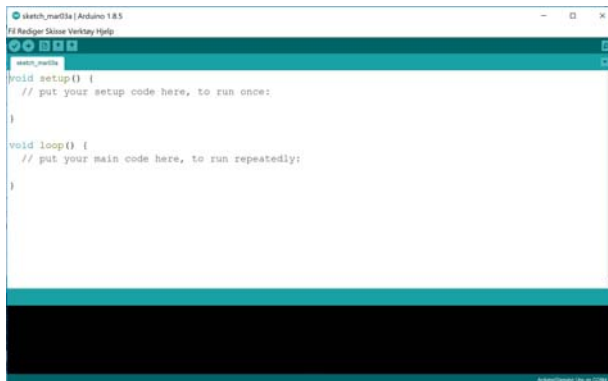 sketch_mar03a | Arduino 1.8.5
Fil Rediger Skisse Verktøy Hjelp
sketch_mar03a
void setup() {
// put your setup code here, to run once:
}
void loop() {
// put your main code here, to run repeatedly:
}